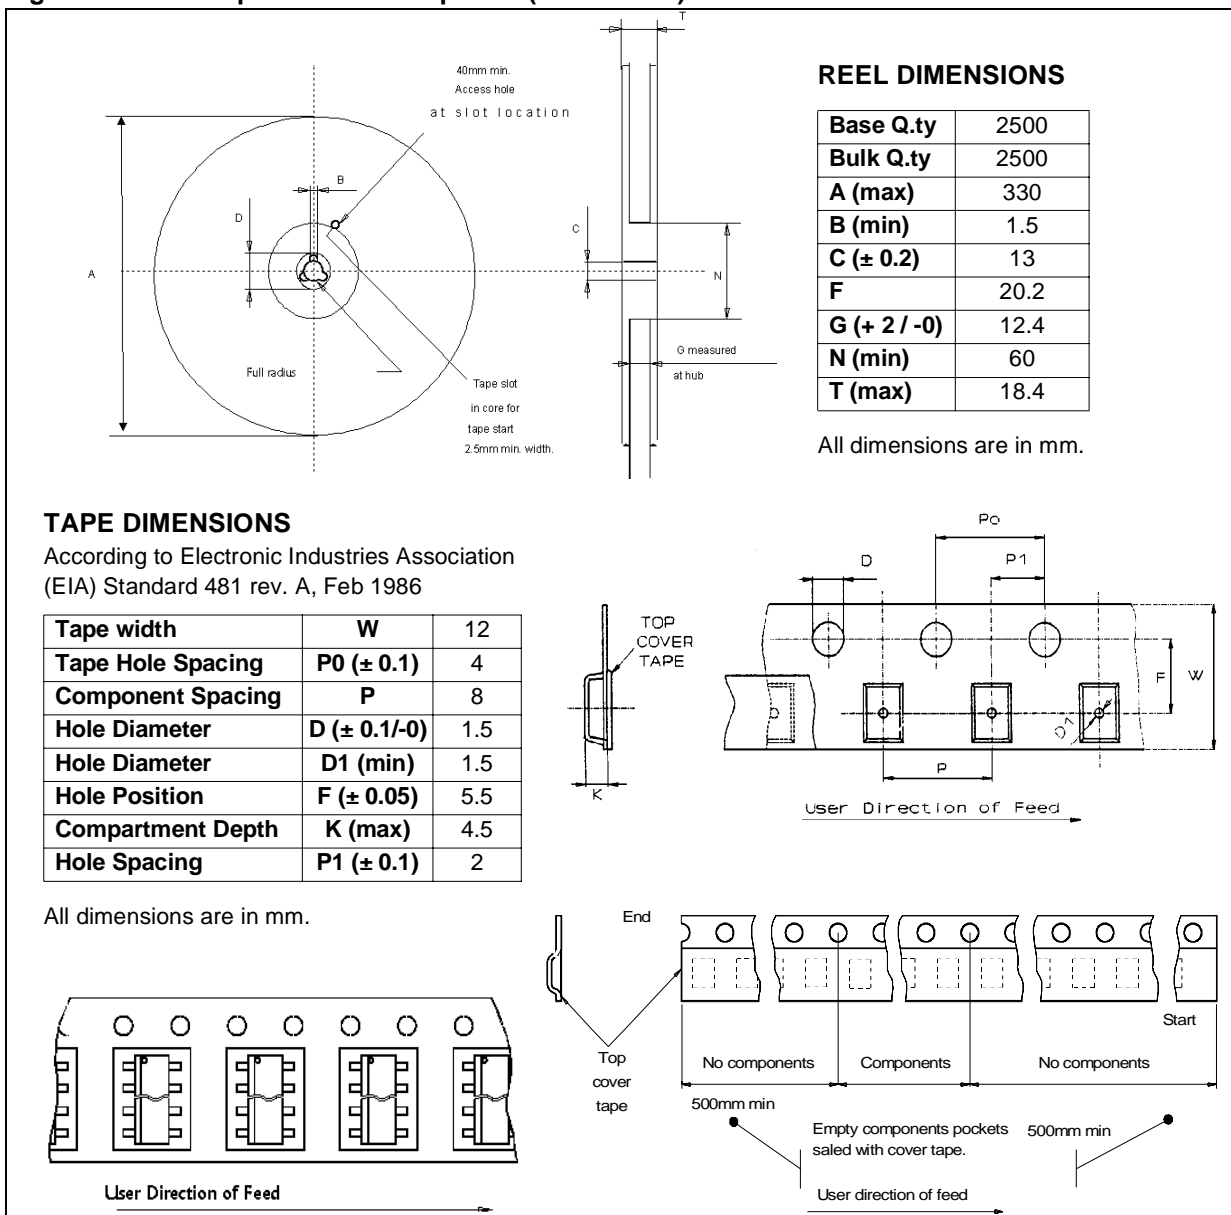 T
40mm min.
Access hole
at slot location
B
D
A
C
N
Full radius
Tape slot
in core for
tape start
2.5mm min. width.
G measured
at hub
REEL DIMENSIONS
Base Q.ty 2500
Bulk Q.ty 2500
A (max) 330
B (min) 1.5
C (± 0.2) 13
F 20.2
G (+ 2 / -0) 12.4
N (min) 60
T (max) 18.4
All dimensions are in mm.
TAPE DIMENSIONS
According to Electronic Industries Association
(EIA) Standard 481 rev. A, Feb 1986
Tape width W 12
Tape Hole Spacing P0 (± 0.1) 4
Component Spacing P 8
Hole Diameter D (± 0.1/-0) 1.5
Hole Diameter D1 (min) 1.5
Hole Position F (± 0.05) 5.5
Compartment Depth K (max) 4.5
Hole Spacing P1 (± 0.1) 2
All dimensions are in mm.
TOP
COVER
TAPE
K
Po
P1
D
F
W
D1
P
User Direction of Feed
End
Start
Top
cover
tape
No components
Components
No components
500mm min
Empty components pockets
saled with cover tape.
500mm min
User direction of feed
User Direction of Feed